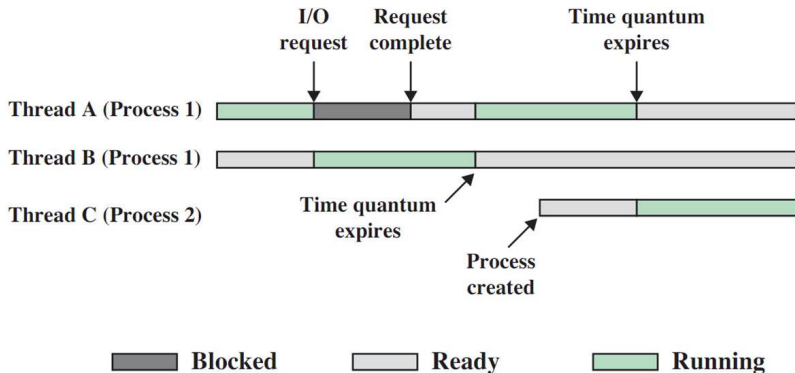 I/O
request
Request
complete
Time quantum
expires
Thread A (Process 1)
Thread B (Process 1)
Thread C (Process 2)
Time quantum
expires
Process
created
Blocked
Ready
Running